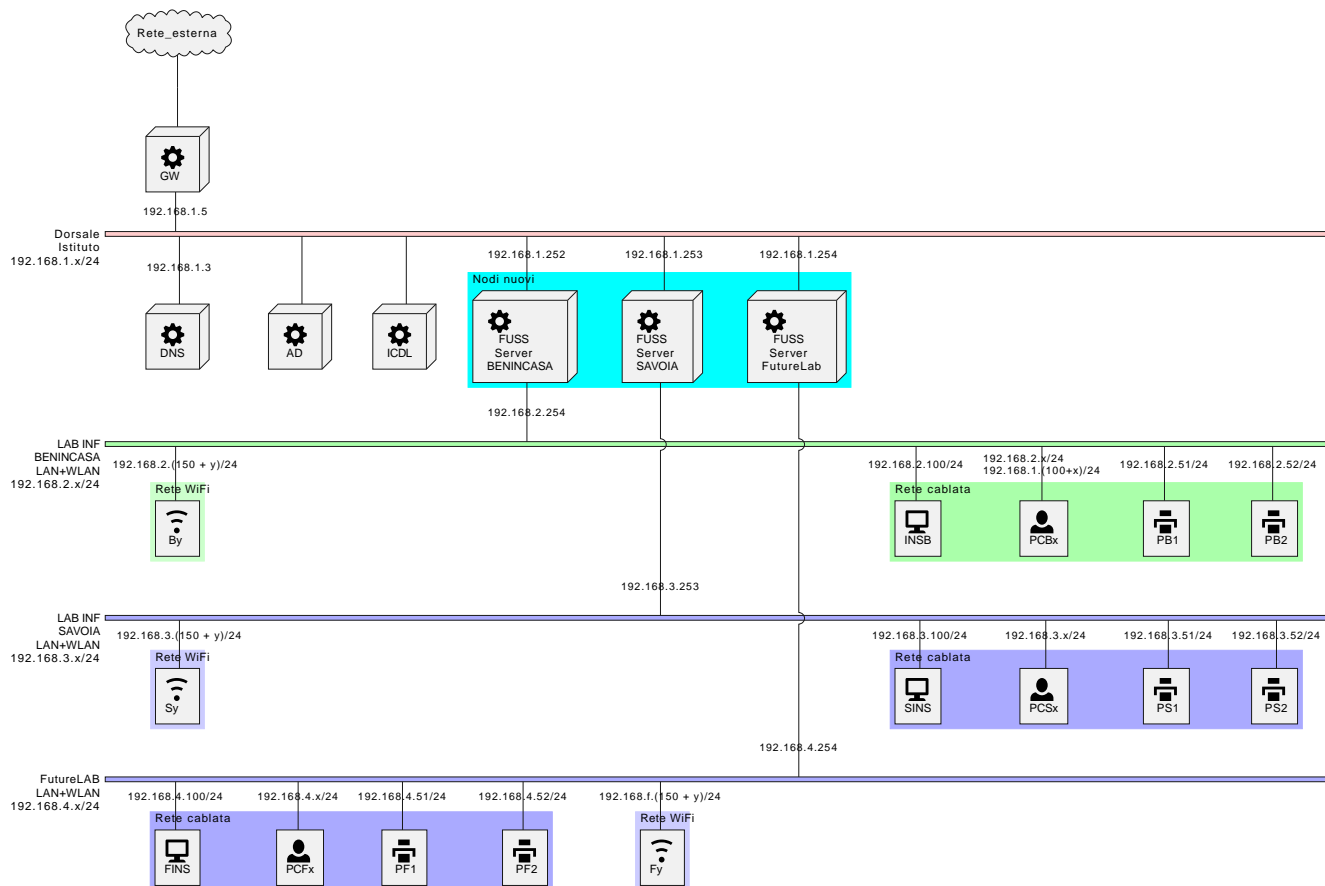 Rete_esterna
GW
192.168.1.5
Dorsale
Istituto
192.168.1.x/24
192.168.1.3
192.168.1.252
192.168.1.253
192.168.1.254
Nodi nuovi
DNS
AD
ICDL
FUSS
Server
BENINCASA
FUSS
Server
SAVOIA
FUSS
Server
FutureLab
192.168.2.254
LAB INF
BENINCASA
LAN+WLAN
192.168.2.x/24
192.168.2.(150 + y)/24
192.168.2.100/24
192.168.2.x/24
192.168.1.(100+x)/24
192.168.2.51/24
192.168.2.52/24
Rete WiFi
Rete cablata
By
INSB
PCBx
PB1
PB2
192.168.3.253
LAB INF
SAVOIA
LAN+WLAN
192.168.3.x/24
192.168.3.(150 + y)/24
192.168.3.100/24
192.168.3.x/24
192.168.3.51/24
192.168.3.52/24
Rete WiFi
Rete cablata
Sy
SINS
PCSx
PS1
PS2
192.168.4.254
FutureLAB
LAN+WLAN
192.168.4.x/24
192.168.4.100/24
192.168.4.x/24
192.168.4.51/24
192.168.4.52/24
192.168.f.(150 + y)/24
Rete cablata
Rete WiFi
FINS
PCFx
PF1
PF2
Fy